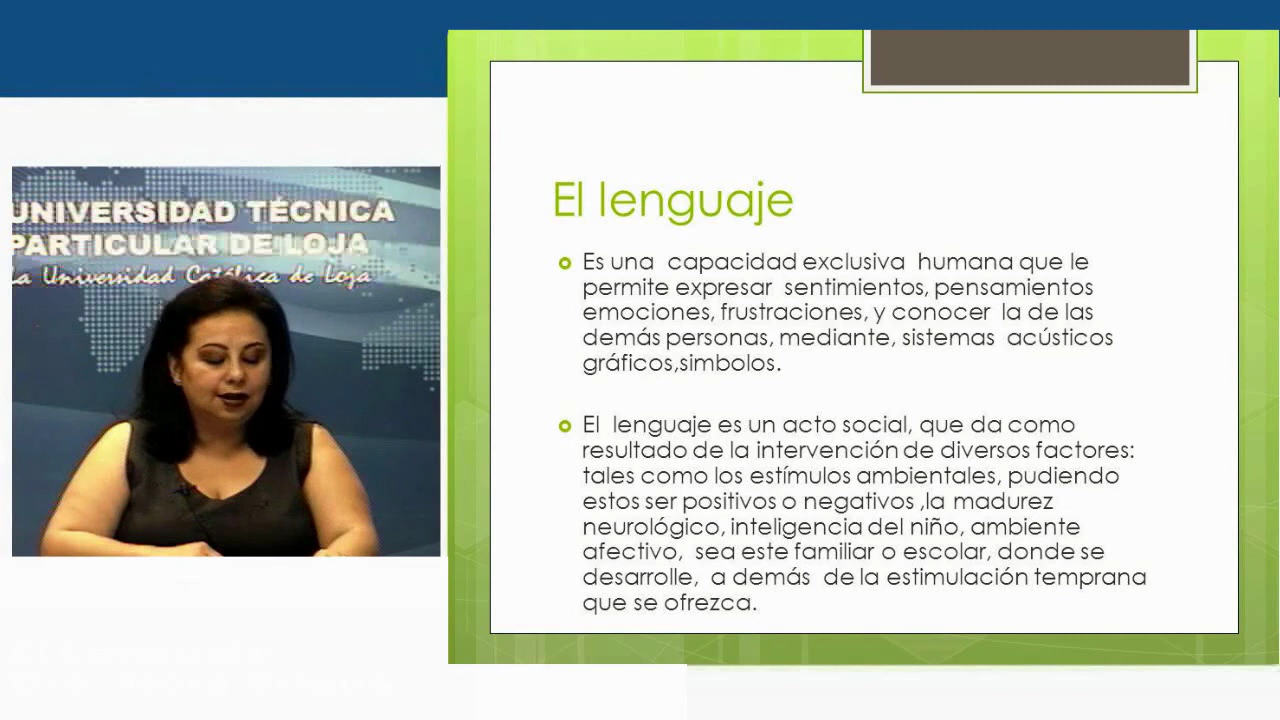 UNIVERSIDAD TÉCNICA
PARTICULAR DE LOJA
La Universidad Católica de Loja
El lenguaje
Es una capacidad exclusiva humana que le
permite expresar sentimientos, pensamientos
emociones, frustraciones, y conocer la de las
demás personas, mediante, sistemas acústicos
gráficos,simbolos.
El lenguaje es un acto social, que da como
resultado de la intervención de diversos factores:
tales como los estímulos ambientales, pudiendo
estos ser positivos o negativos ,la madurez
neurológico, inteligencia del niño, ambiente
afectivo, sea este familiar o escolar, donde se
desarrolle, a demás de la estimulación temprana
que se ofrezca.